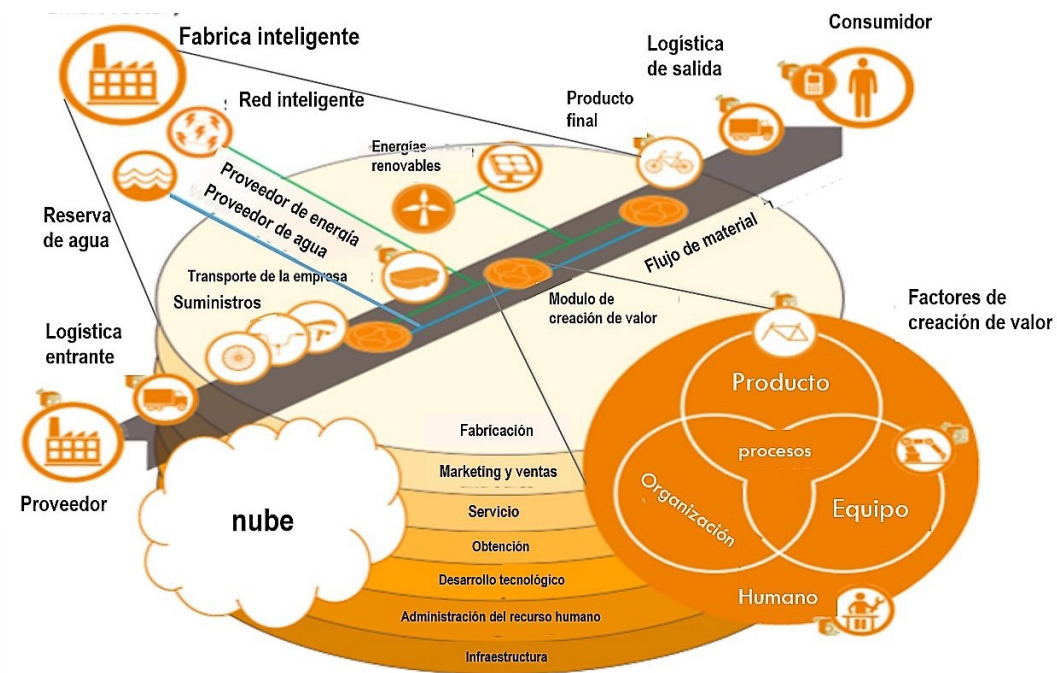 Fabrica inteligente
Consumidor
Logística
de salida
Red inteligente
Producto
final
Energías
renovables
Proveedor de energía
Proveedor de agua
Reserva
de agua
Flujo de material
Transporte de la empresa
Suministros
Modulo de
creación de valor
Factores de
creación de valor
Logística
entrante
Proveedor
nube
Fabricación
Marketing y ventas
Servicio
Obtención
Desarrollo tecnológico
Administración del recurso humano
Infraestructura
Producto
procesos
Organización
Equipo
Humano